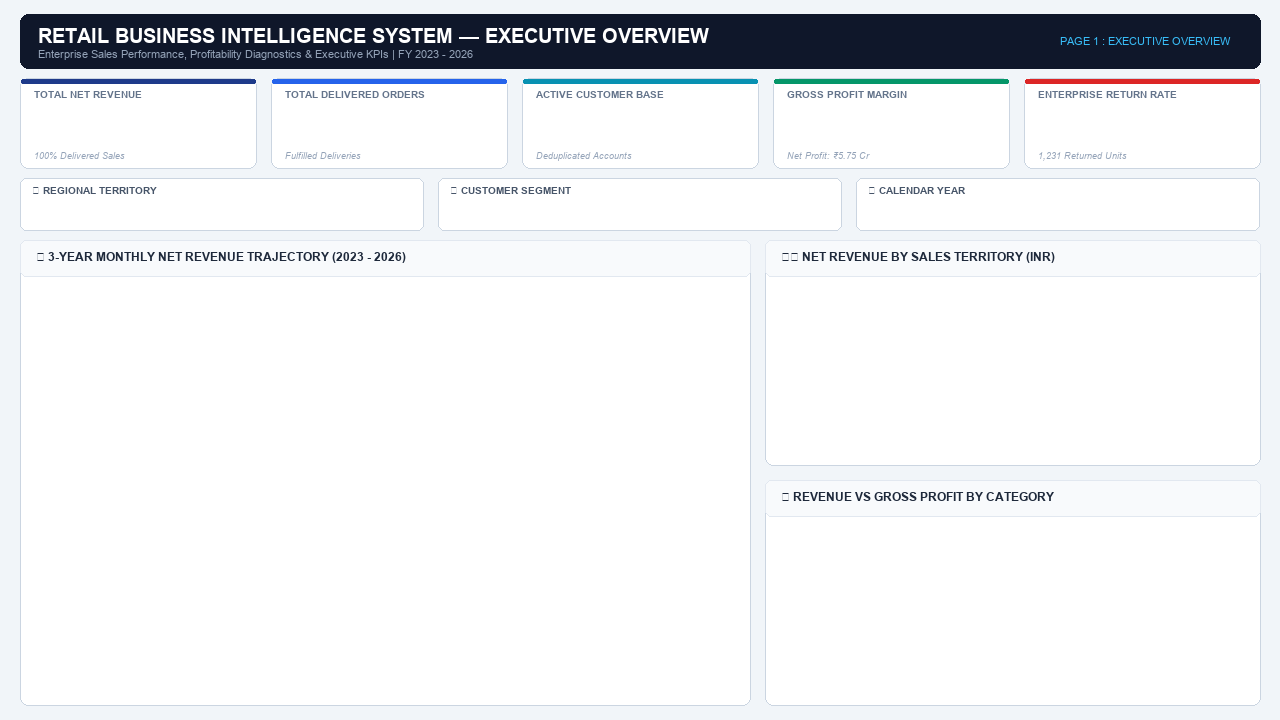 RETAIL BUSINESS INTELLIGENCE SYSTEM — EXECUTIVE OVERVIEW
Enterprise Sales Performance, Profitability Diagnostics & Executive KPIs | FY 2023 - 2026
PAGE 1 : EXECUTIVE OVERVIEW
TOTAL NET REVENUE
100% Delivered Sales
TOTAL DELIVERED ORDERS
Fulfilled Deliveries
ACTIVE CUSTOMER BASE
Deduplicated Accounts
GROSS PROFIT MARGIN
Net Profit: ₹5.75 Cr
ENTERPRISE RETURN RATE
1,231 Returned Units
REGIONAL TERRITORY
CUSTOMER SEGMENT
CALENDAR YEAR
3-YEAR MONTHLY NET REVENUE TRAJECTORY (2023 - 2026)
NET REVENUE BY SALES TERRITORY (INR)
REVENUE VS GROSS PROFIT BY CATEGORY